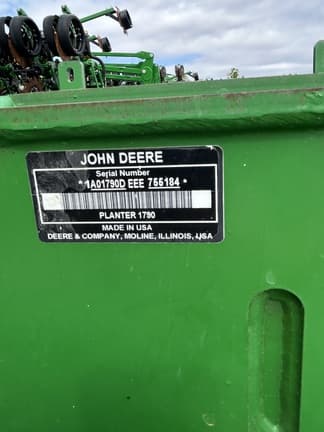 JOHN DEERE
Serial Number
* 1A01790D EEE 755184 *
PLANTER 1790
MADE IN USA
DEERE & COMPANY, MOLINE, ILLINOIS, USA